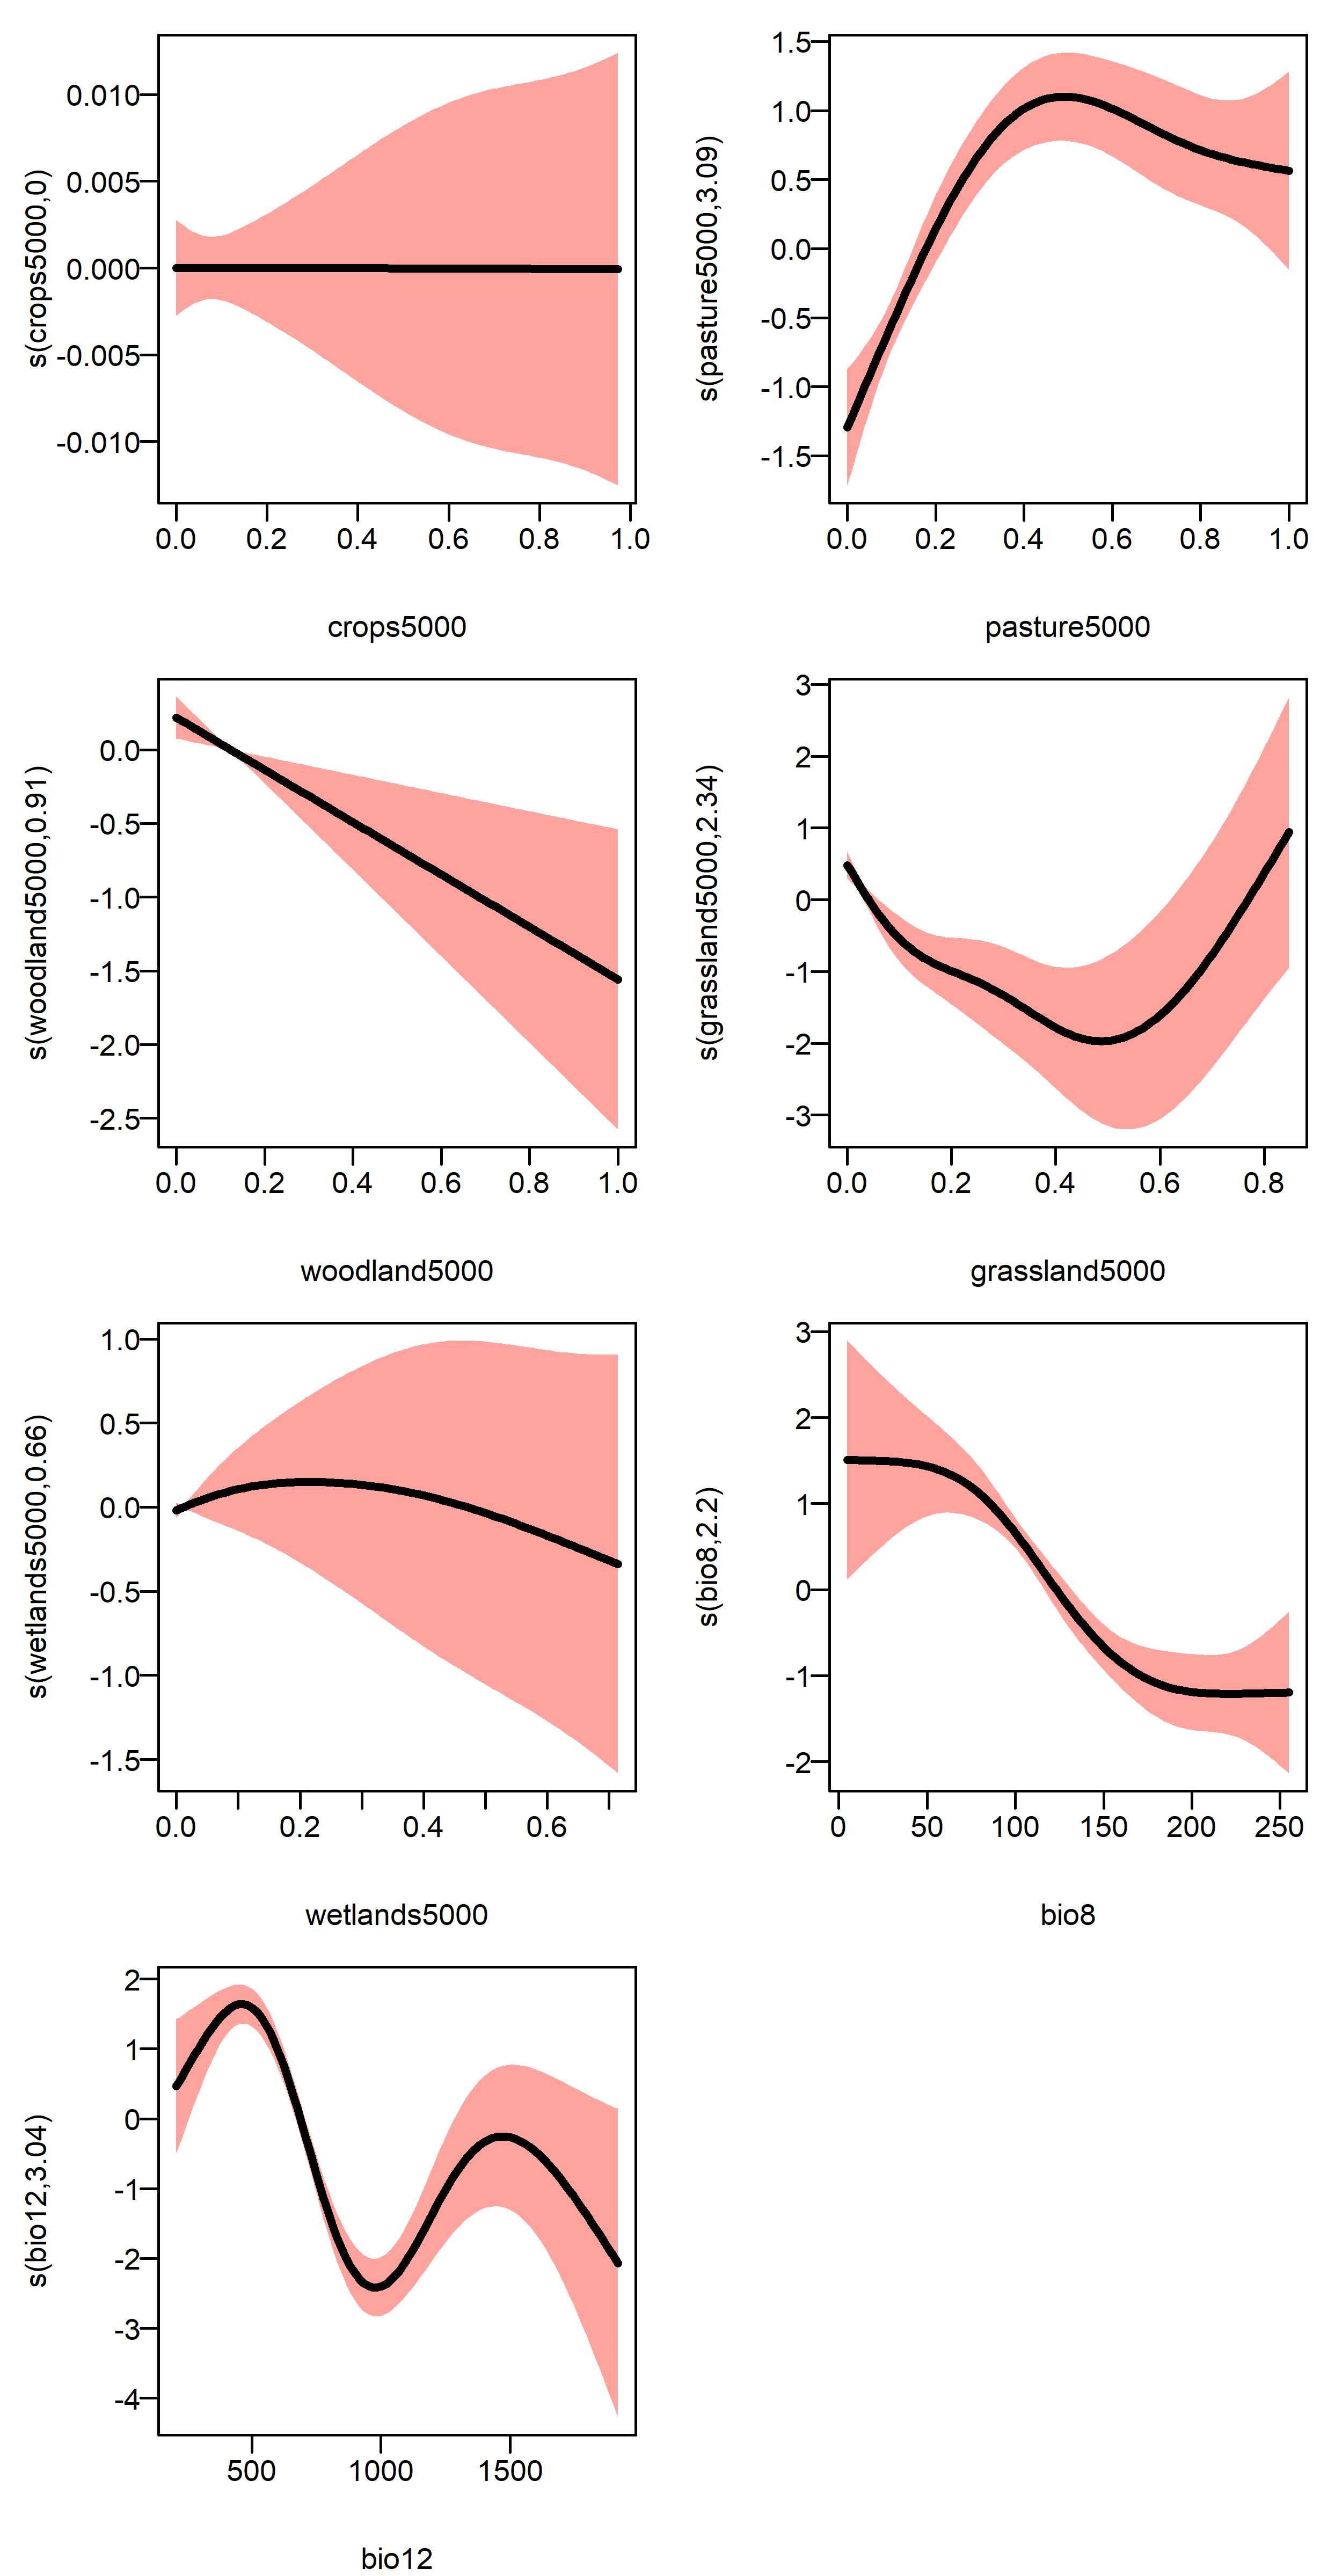 s(crops5000,0)
0.010
0.005
0.000
-0.005
-0.010
0.0 0.2 0.4 0.6 0.8 1.0
crops5000
s(pasture5000,3.09)
1.5
1.0
0.5
0.0
-0.5
-1.0
-1.5
0.0 0.2 0.4 0.6 0.8 1.0
pasture5000
s(woodland5000,0.91)
0.0
-0.5
-1.0
-1.5
-2.0
-2.5
0.0 0.2 0.4 0.6 0.8 1.0
woodland5000
s(grassland5000,2.34)
3
2
1
0
-1
-2
-3
0.0 0.2 0.4 0.6 0.8
grassland5000
s(wetlands5000,0.66)
1.0
0.5
0.0
-0.5
-1.0
-1.5
0.0 0.2 0.4 0.6
wetlands5000
s(bio8,2.2)
3
2
1
0
-1
-2
0 50 100 150 200 250
bio8
s(bio12,3.04)
2
1
0
-1
-2
-3
-4
500 1000 1500
bio12